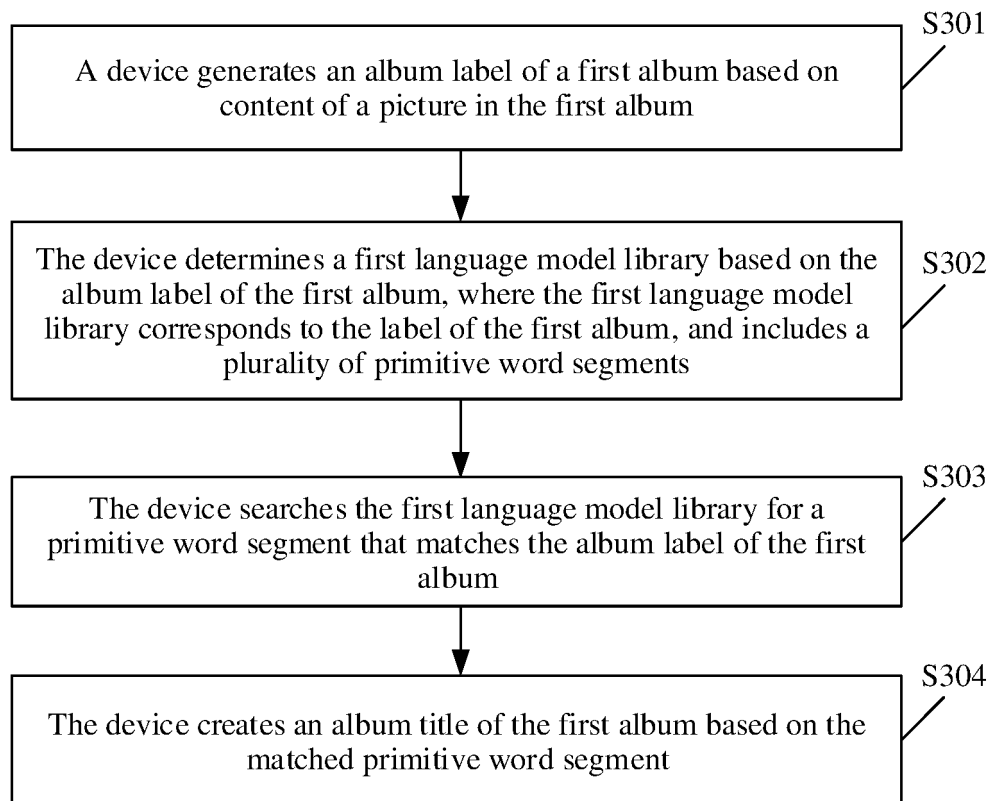 S301
A device generates an album label of a first album based on
content of a picture in the first album
S302
The device determines a first language model library based on the
album label of the first album, where the first language model
library corresponds to the label of the first album, and includes a
plurality of primitive word segments
S303
The device searches the first language model library for a
primitive word segment that matches the album label of the first
album
S304
The device creates an album title of the first album based on the
matched primitive word segment